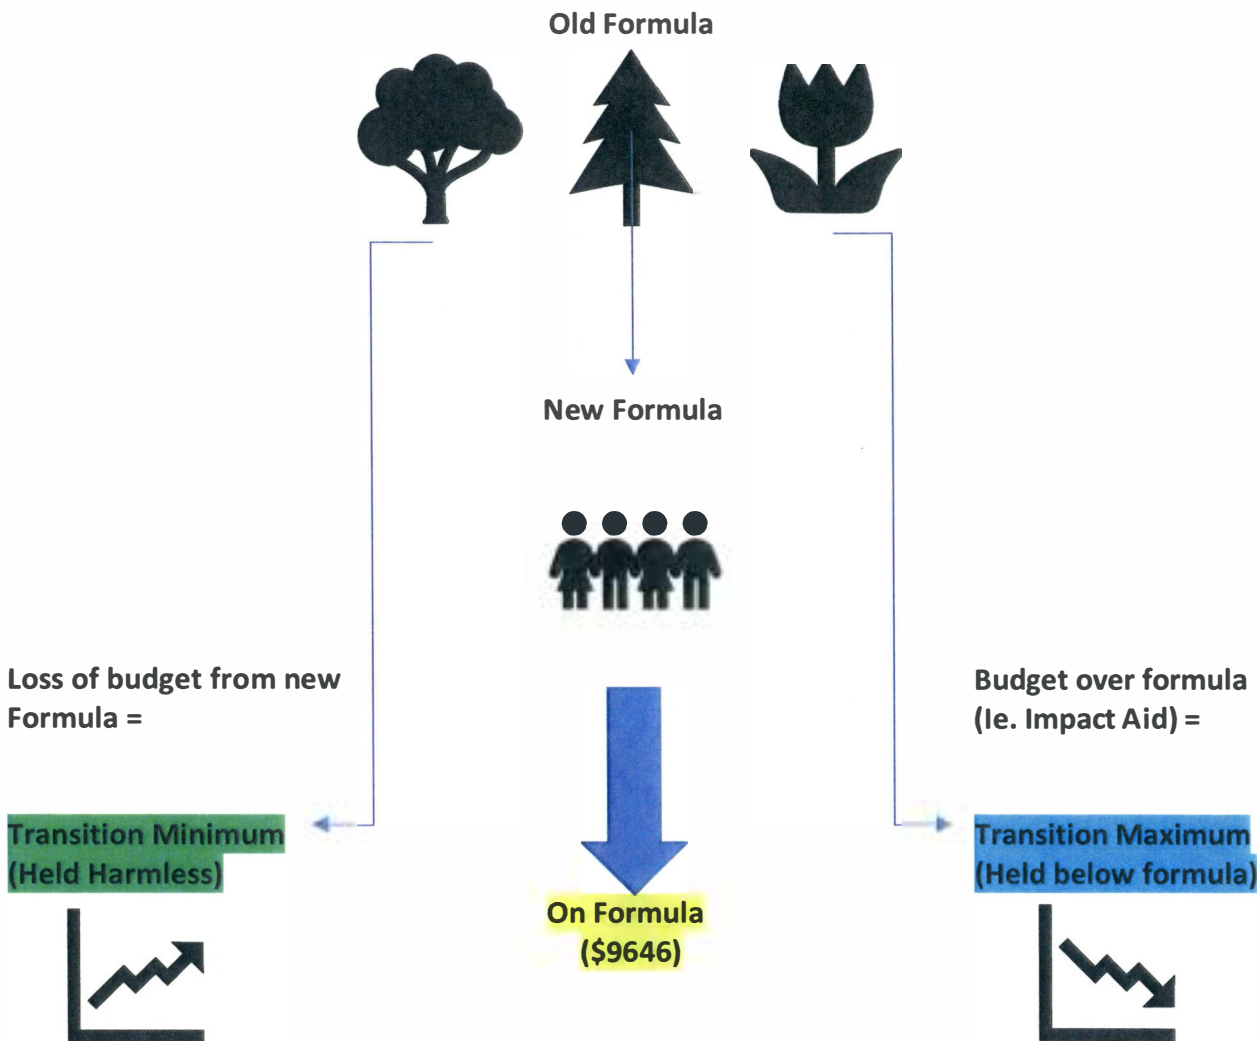 Old Formula
New Formula
Loss of budget from new
Formula =
Budget over formula
(Ie. Impact Aid) =
Transition Minimum
(Held Harmless)
Transition Maximum
(Held below formula)
On Formula
($9646)